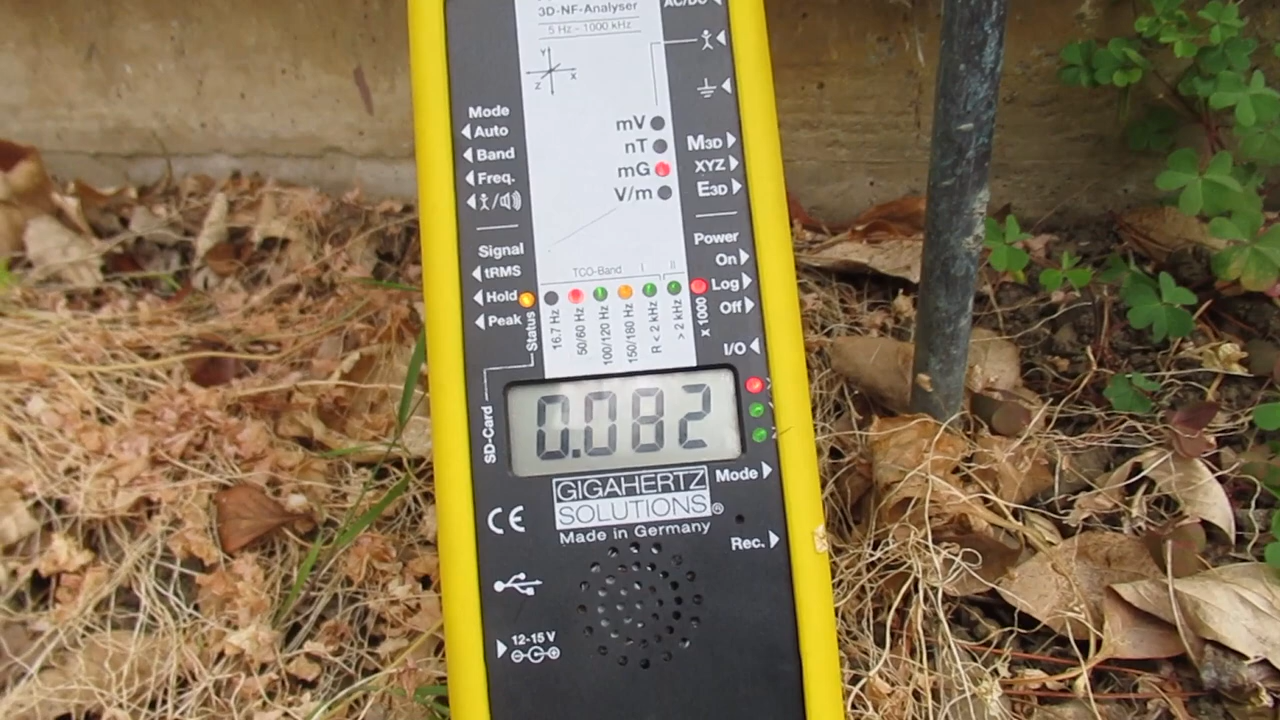 3D-NF-Analyser
5 Hz - 1000 kHz
Y
X
Z
Mode
Auto
Band
Freq.
Signal
tRMS
Hold
Peak
Status
SD-Card
mV
nT
mG
V/m
AC/DC
M3D
XYZ
E3D
Power
On
Log
Off
I/O
TCO-Band
I
II
16.7 Hz
50/60 Hz
100/120 Hz
150/180 Hz
R < 2 kHz
> 2 kHz
x 1000
0.082
Mode
GIGAHERTZ
SOLUTIONS®
Made in Germany
CE
Rec.
12-15 V